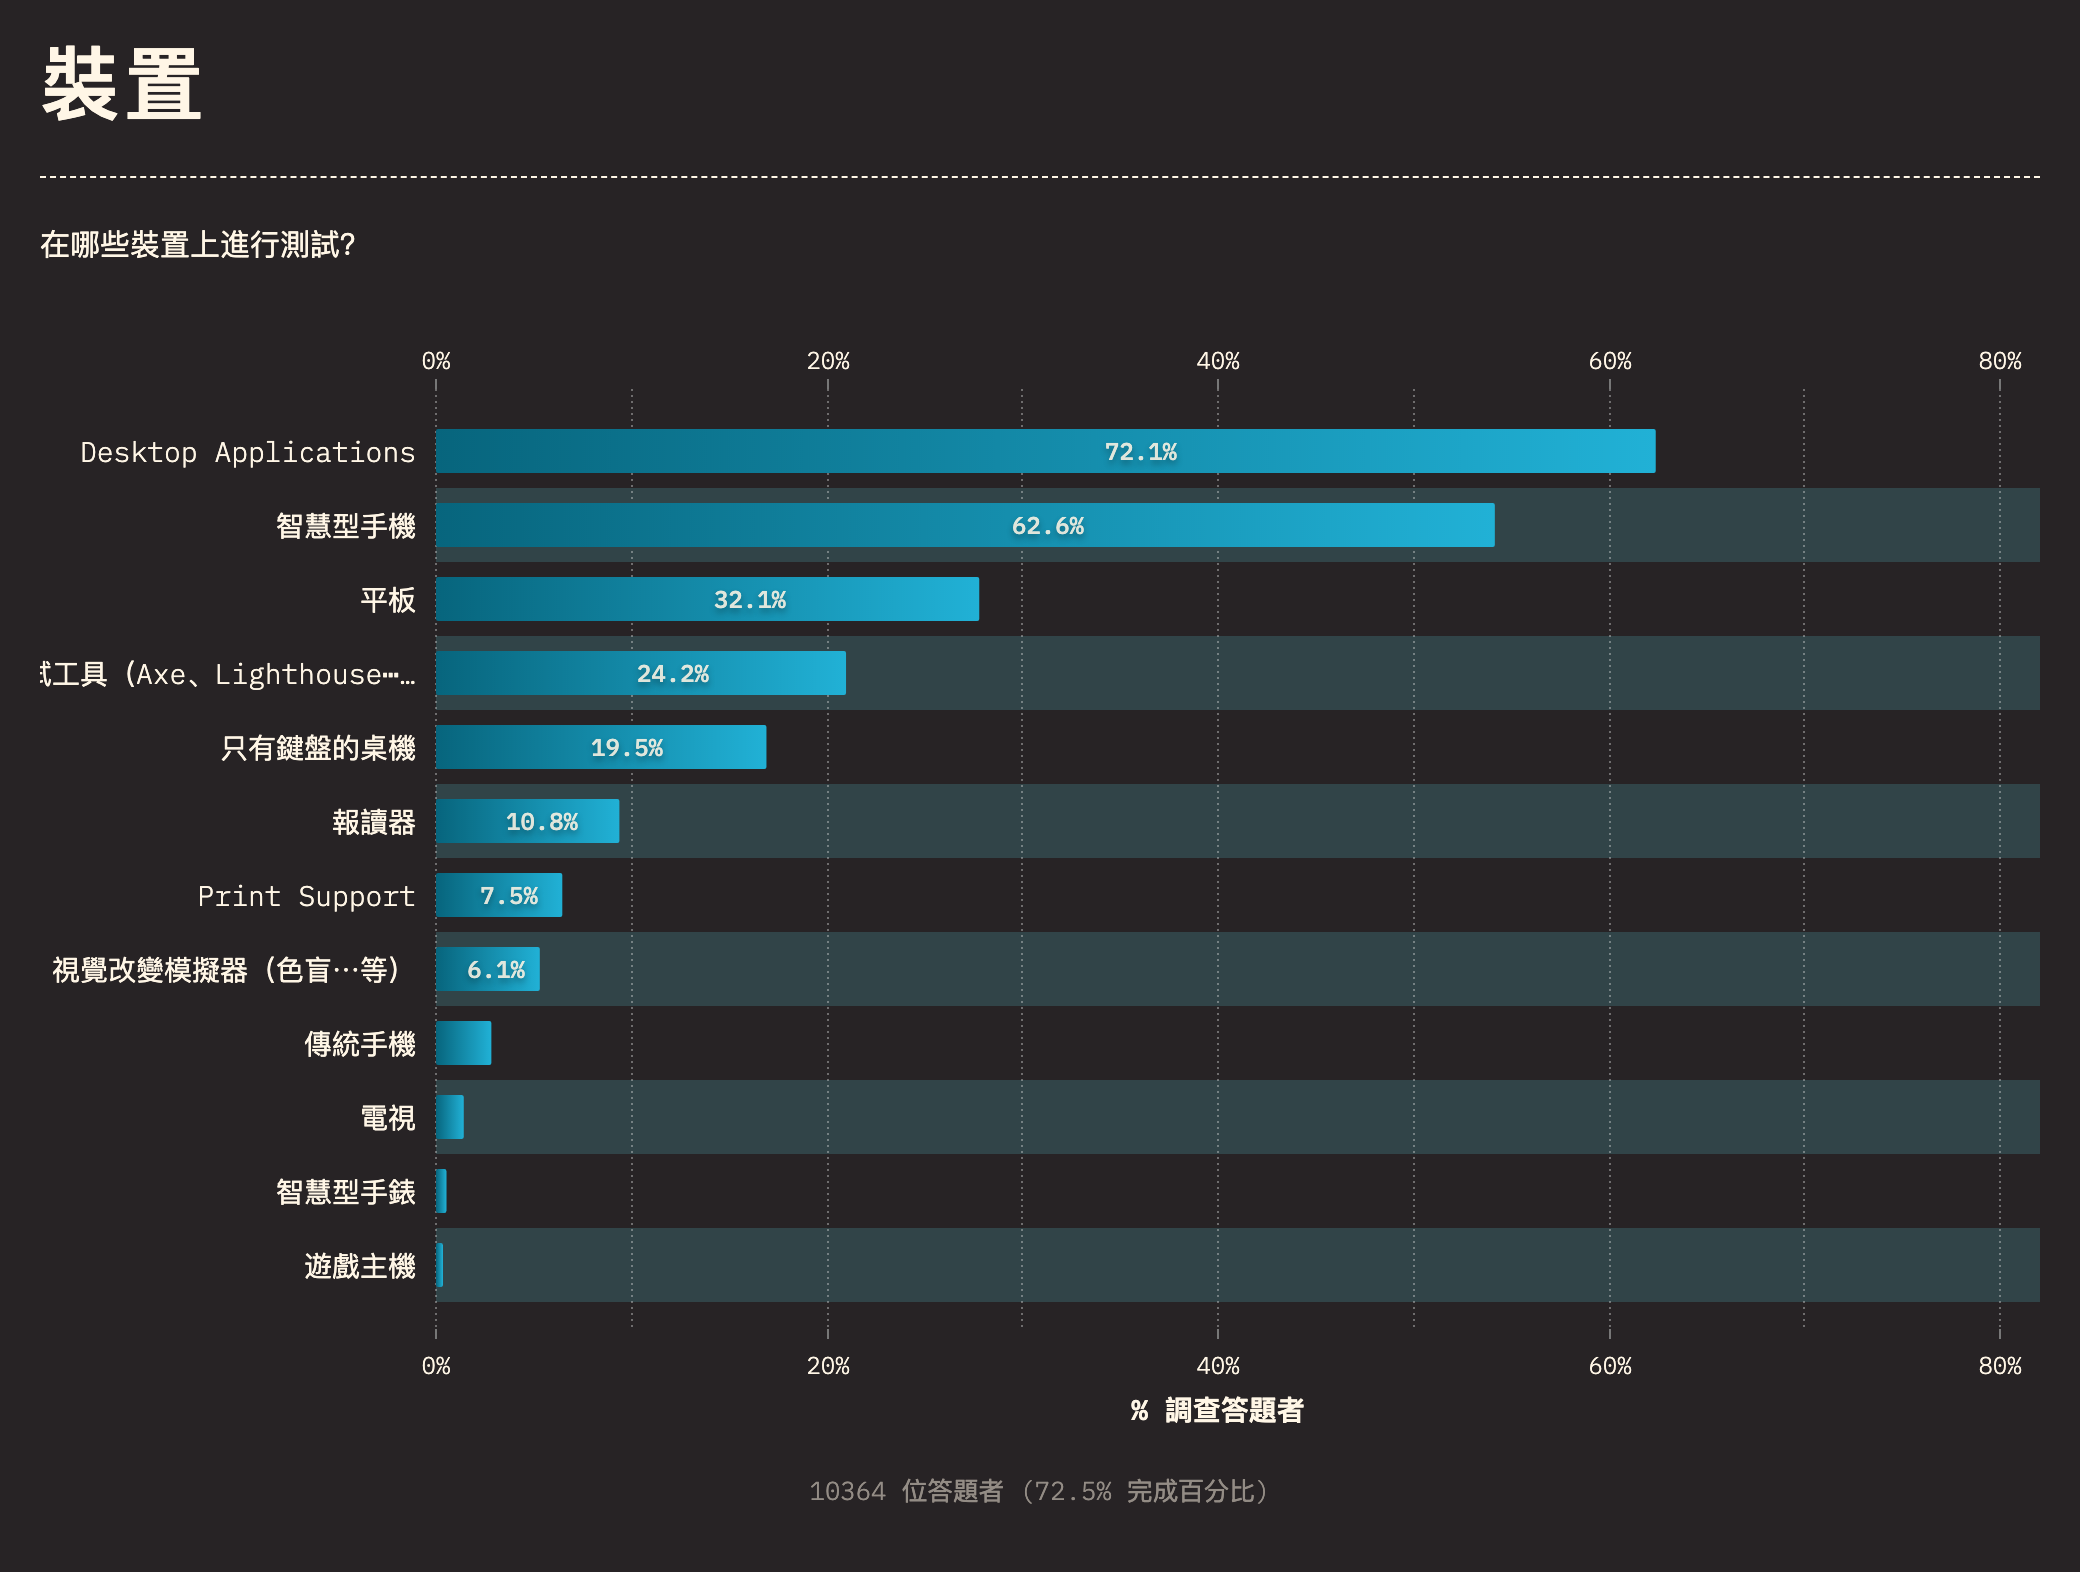 裝置
在哪些裝置上進行測試?
0% 20% 40% 60% 80%
Desktop Applications 72.1%
智慧型手機 62.6%
平板 32.1%
工具（Axe、Lighthouse⋯… 24.2%
只有鍵盤的桌機 19.5%
報讀器 10.8%
Print Support 7.5%
視覺改變模擬器（色盲⋯等） 6.1%
傳統手機
電視
智慧型手錶
遊戲主機
0% 20% 40% 60% 80%
% 調查答題者
10364 位答題者（72.5% 完成百分比）